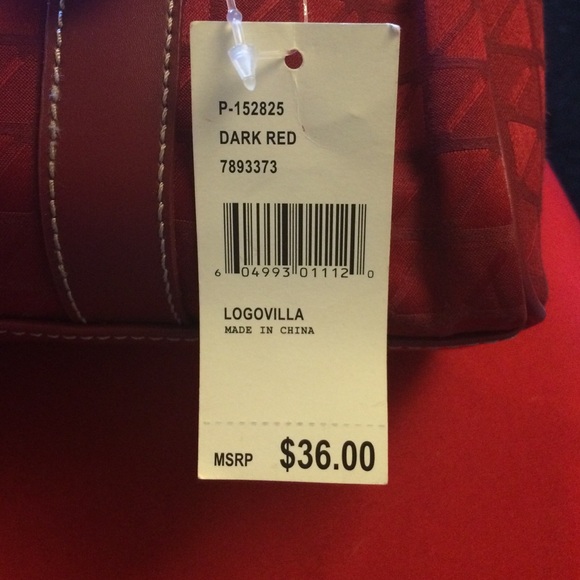 P-152825
DARK RED
7893373
6 04993 01112 0
LOGOVILLA
MADE IN CHINA
MSRP $36.00